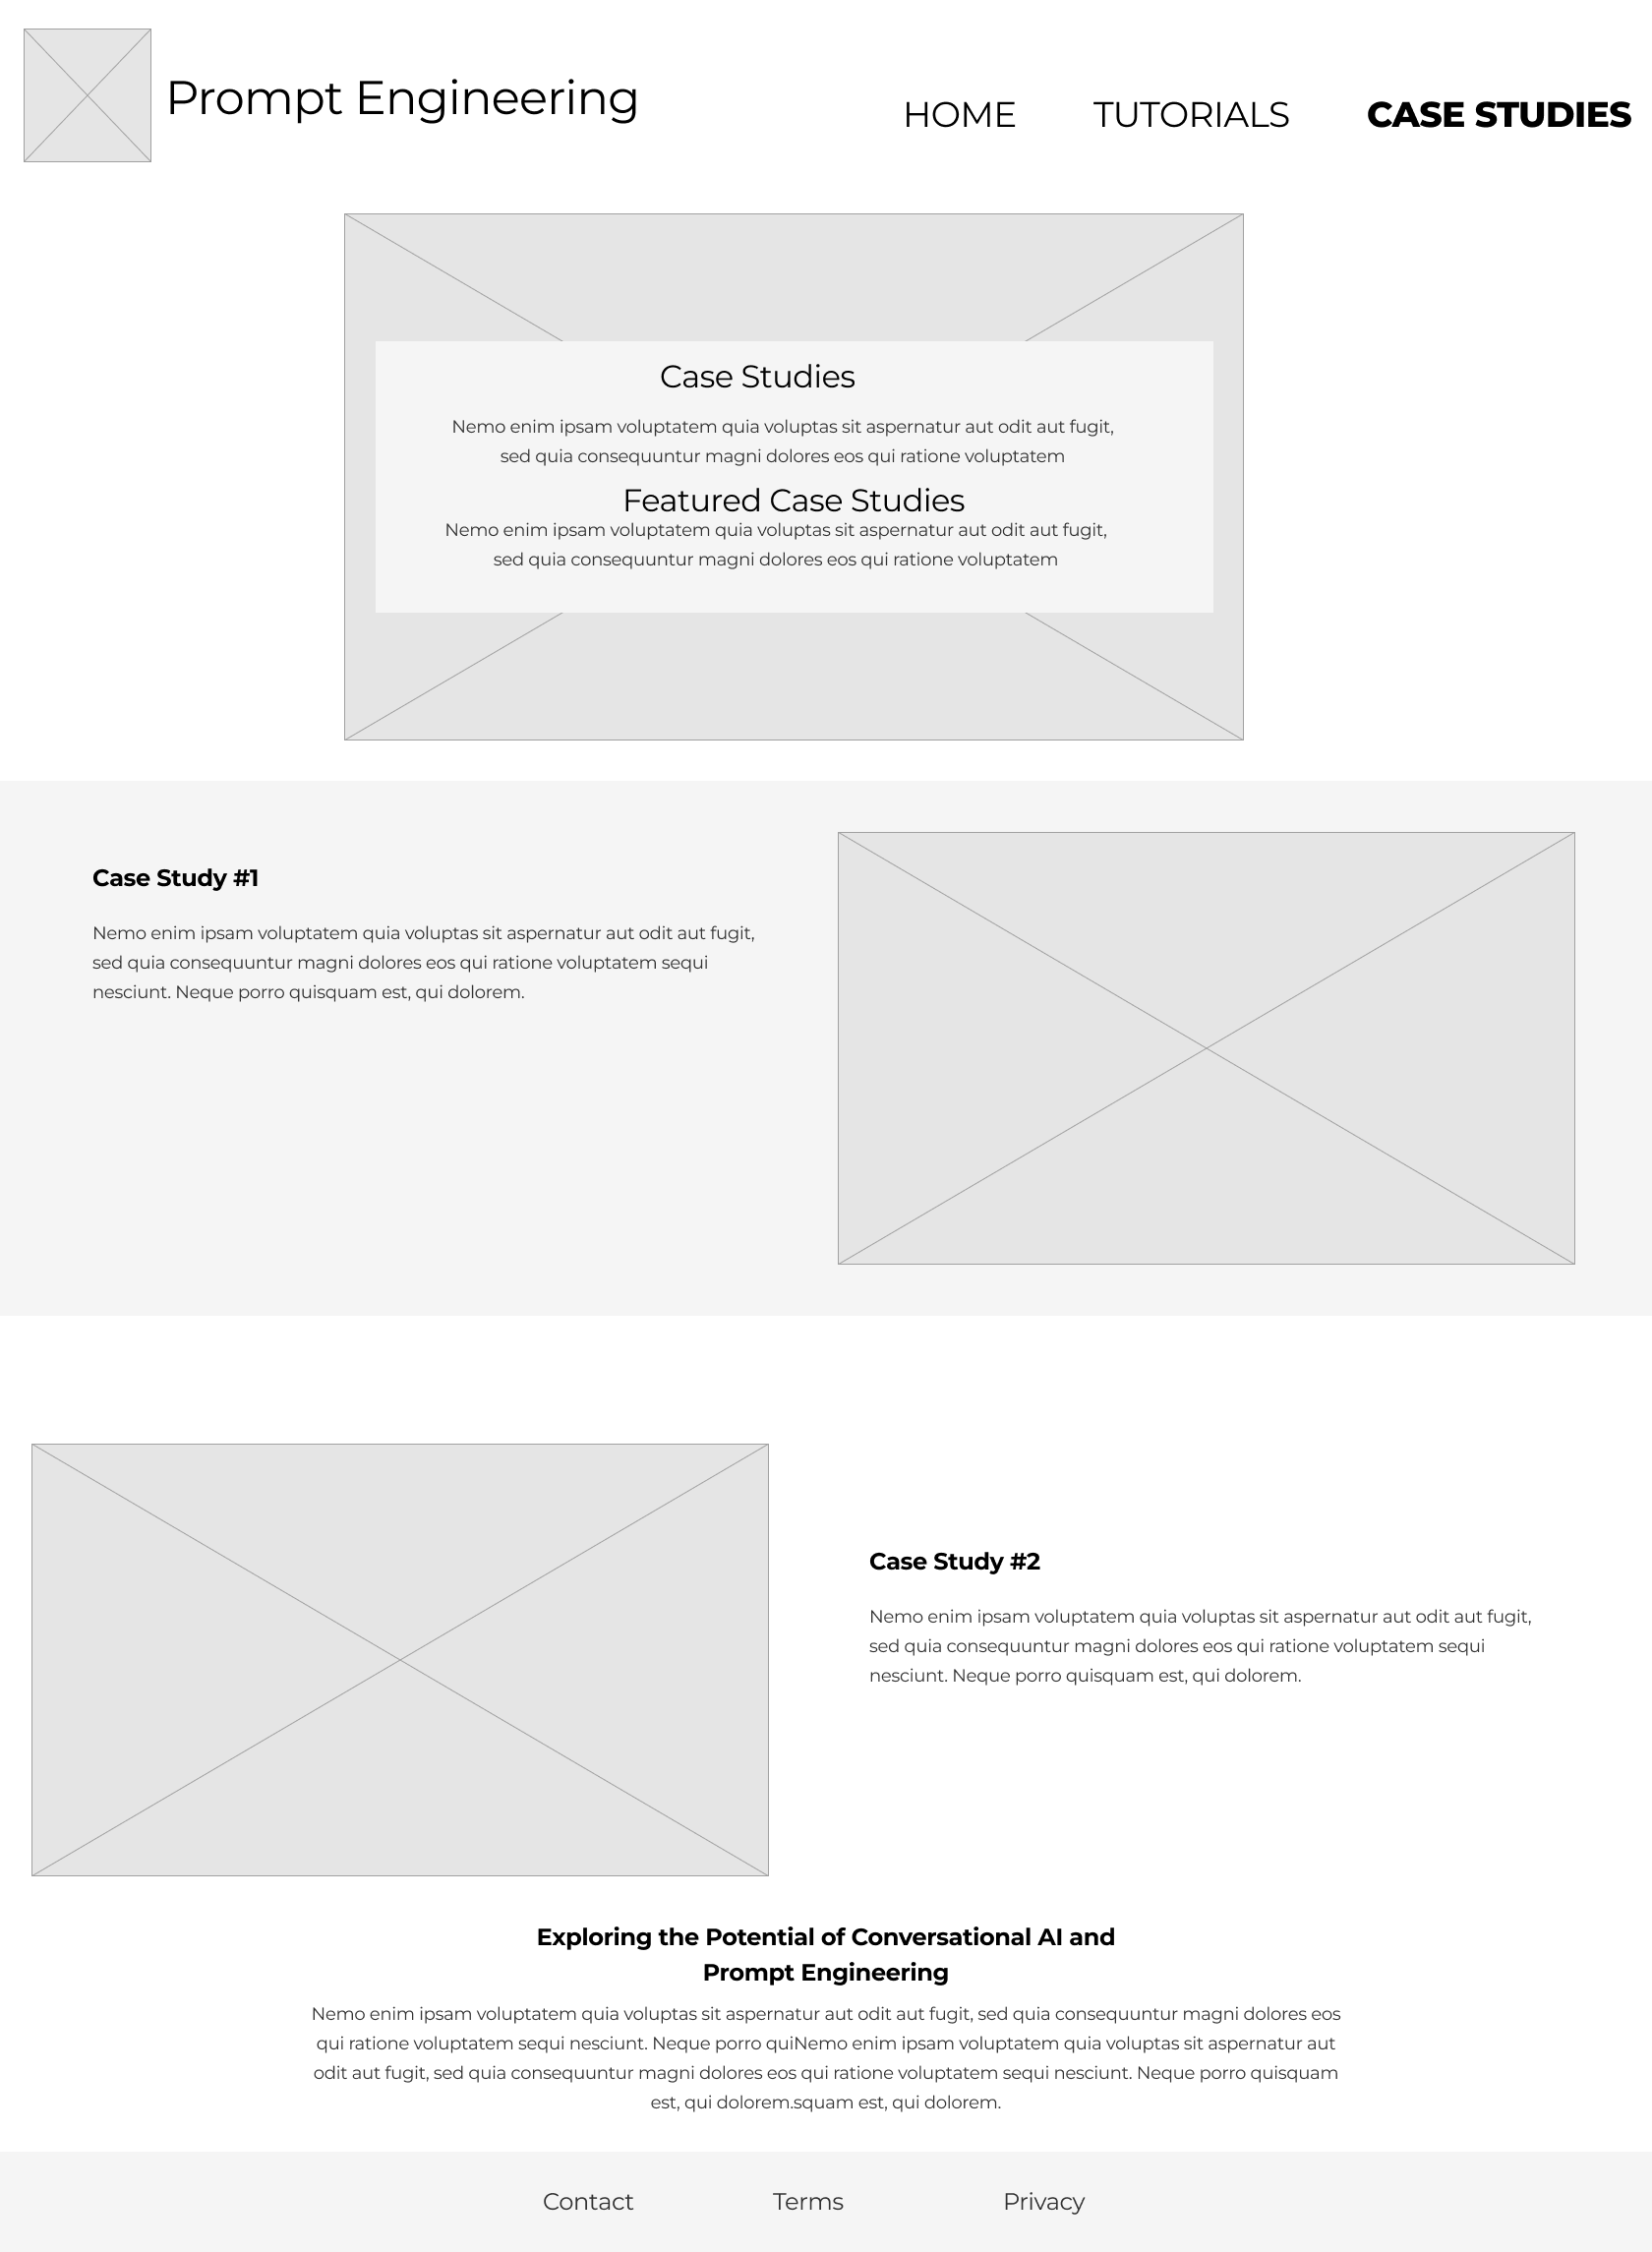 Prompt Engineering
HOME TUTORIALS CASE STUDIES
Case Studies
Nemo enim ipsam voluptatem quia voluptas sit aspernatur aut odit aut fugit,
sed quia consequuntur magni dolores eos qui ratione voluptatem
Featured Case Studies
Nemo enim ipsam voluptatem quia voluptas sit aspernatur aut odit aut fugit,
sed quia consequuntur magni dolores eos qui ratione voluptatem
Case Study #1
Nemo enim ipsam voluptatem quia voluptas sit aspernatur aut odit aut fugit,
sed quia consequuntur magni dolores eos qui ratione voluptatem sequi
nesciunt. Neque porro quisquam est, qui dolorem.
Case Study #2
Nemo enim ipsam voluptatem quia voluptas sit aspernatur aut odit aut fugit,
sed quia consequuntur magni dolores eos qui ratione voluptatem sequi
nesciunt. Neque porro quisquam est, qui dolorem.
Exploring the Potential of Conversational AI and
Prompt Engineering
Nemo enim ipsam voluptatem quia voluptas sit aspernatur aut odit aut fugit, sed quia consequuntur magni dolores eos
qui ratione voluptatem sequi nesciunt. Neque porro quiNemo enim ipsam voluptatem quia voluptas sit aspernatur aut
odit aut fugit, sed quia consequuntur magni dolores eos qui ratione voluptatem sequi nesciunt. Neque porro quisquam
est, qui dolorem.squam est, qui dolorem.
Contact Terms Privacy